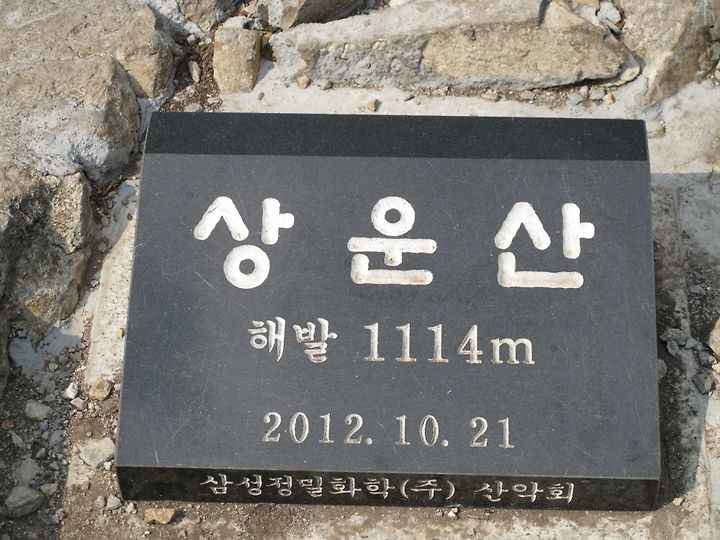 상운산
해발 1114m
2012. 10. 21
삼성정밀화학(주) 산악회